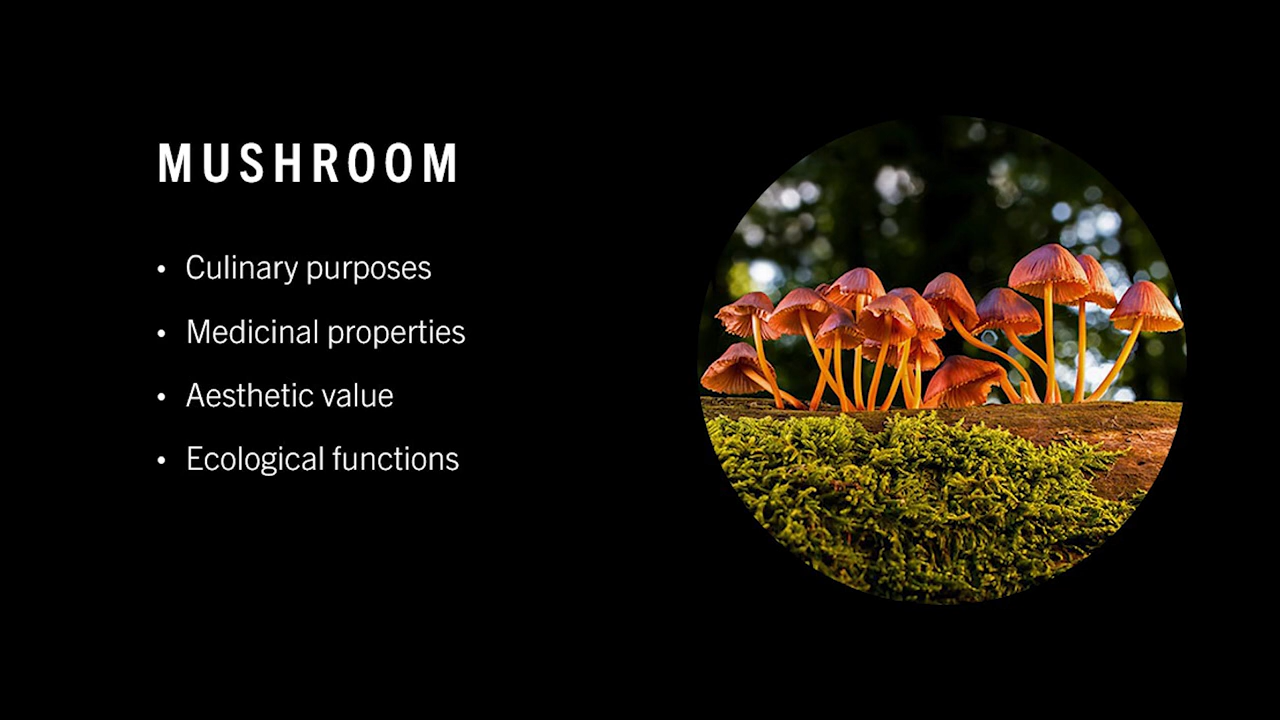 MUSHROOM
• Culinary purposes
• Medicinal properties
• Aesthetic value
• Ecological functions